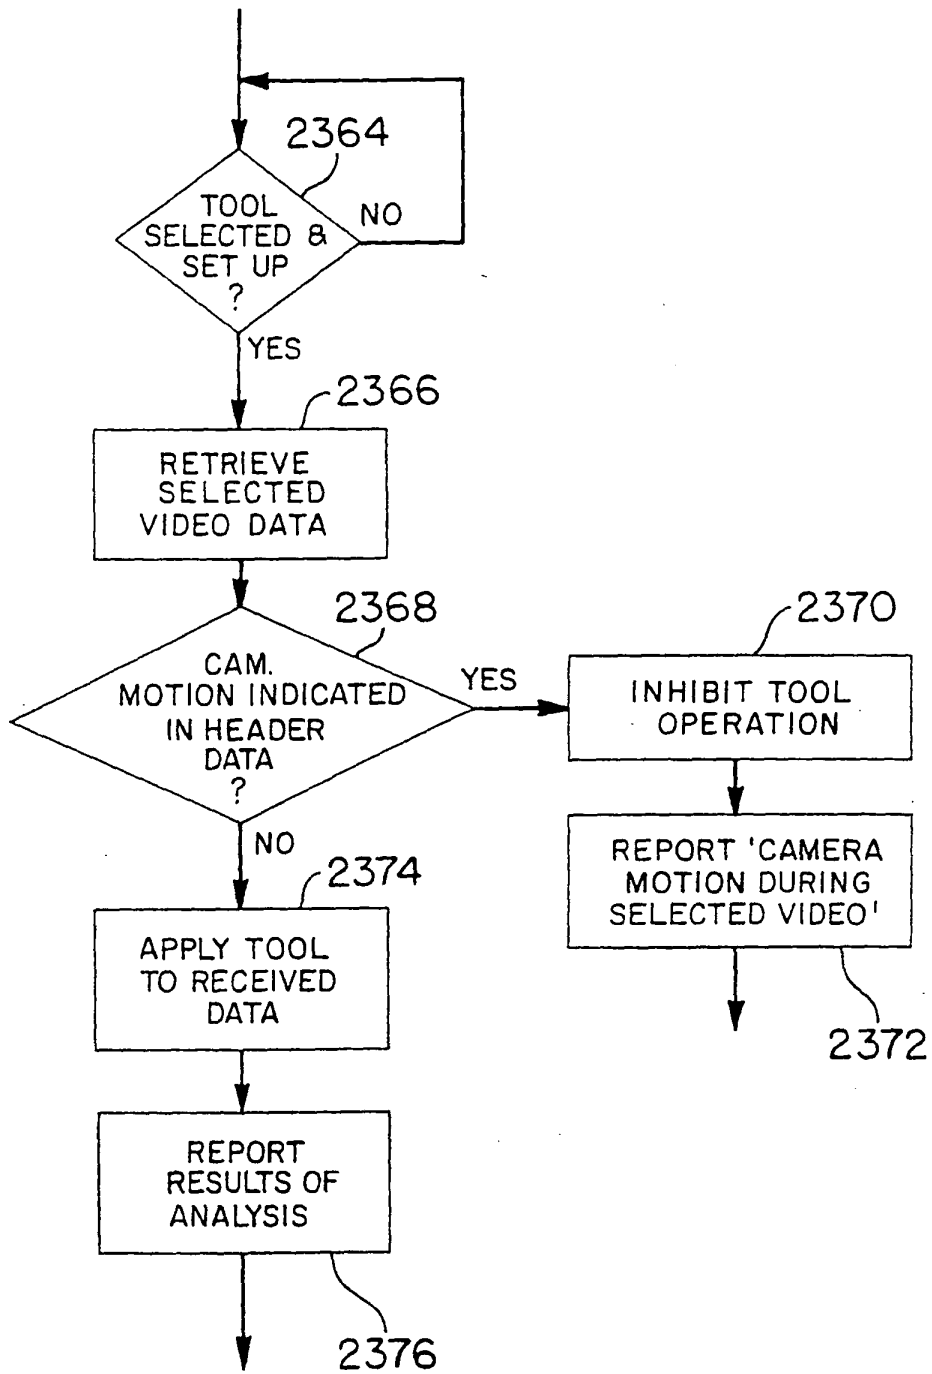 2364
TOOL
SELECTED &
SET UP
?
NO
YES
2366
RETRIEVE
SELECTED
VIDEO DATA
2368
CAM.
MOTION INDICATED
IN HEADER
DATA
?
YES
2370
INHIBIT TOOL
OPERATION
REPORT 'CAMERA
MOTION DURING
SELECTED VIDEO'
2372
NO
2374
APPLY TOOL
TO RECEIVED
DATA
REPORT
RESULTS OF
ANALYSIS
2376